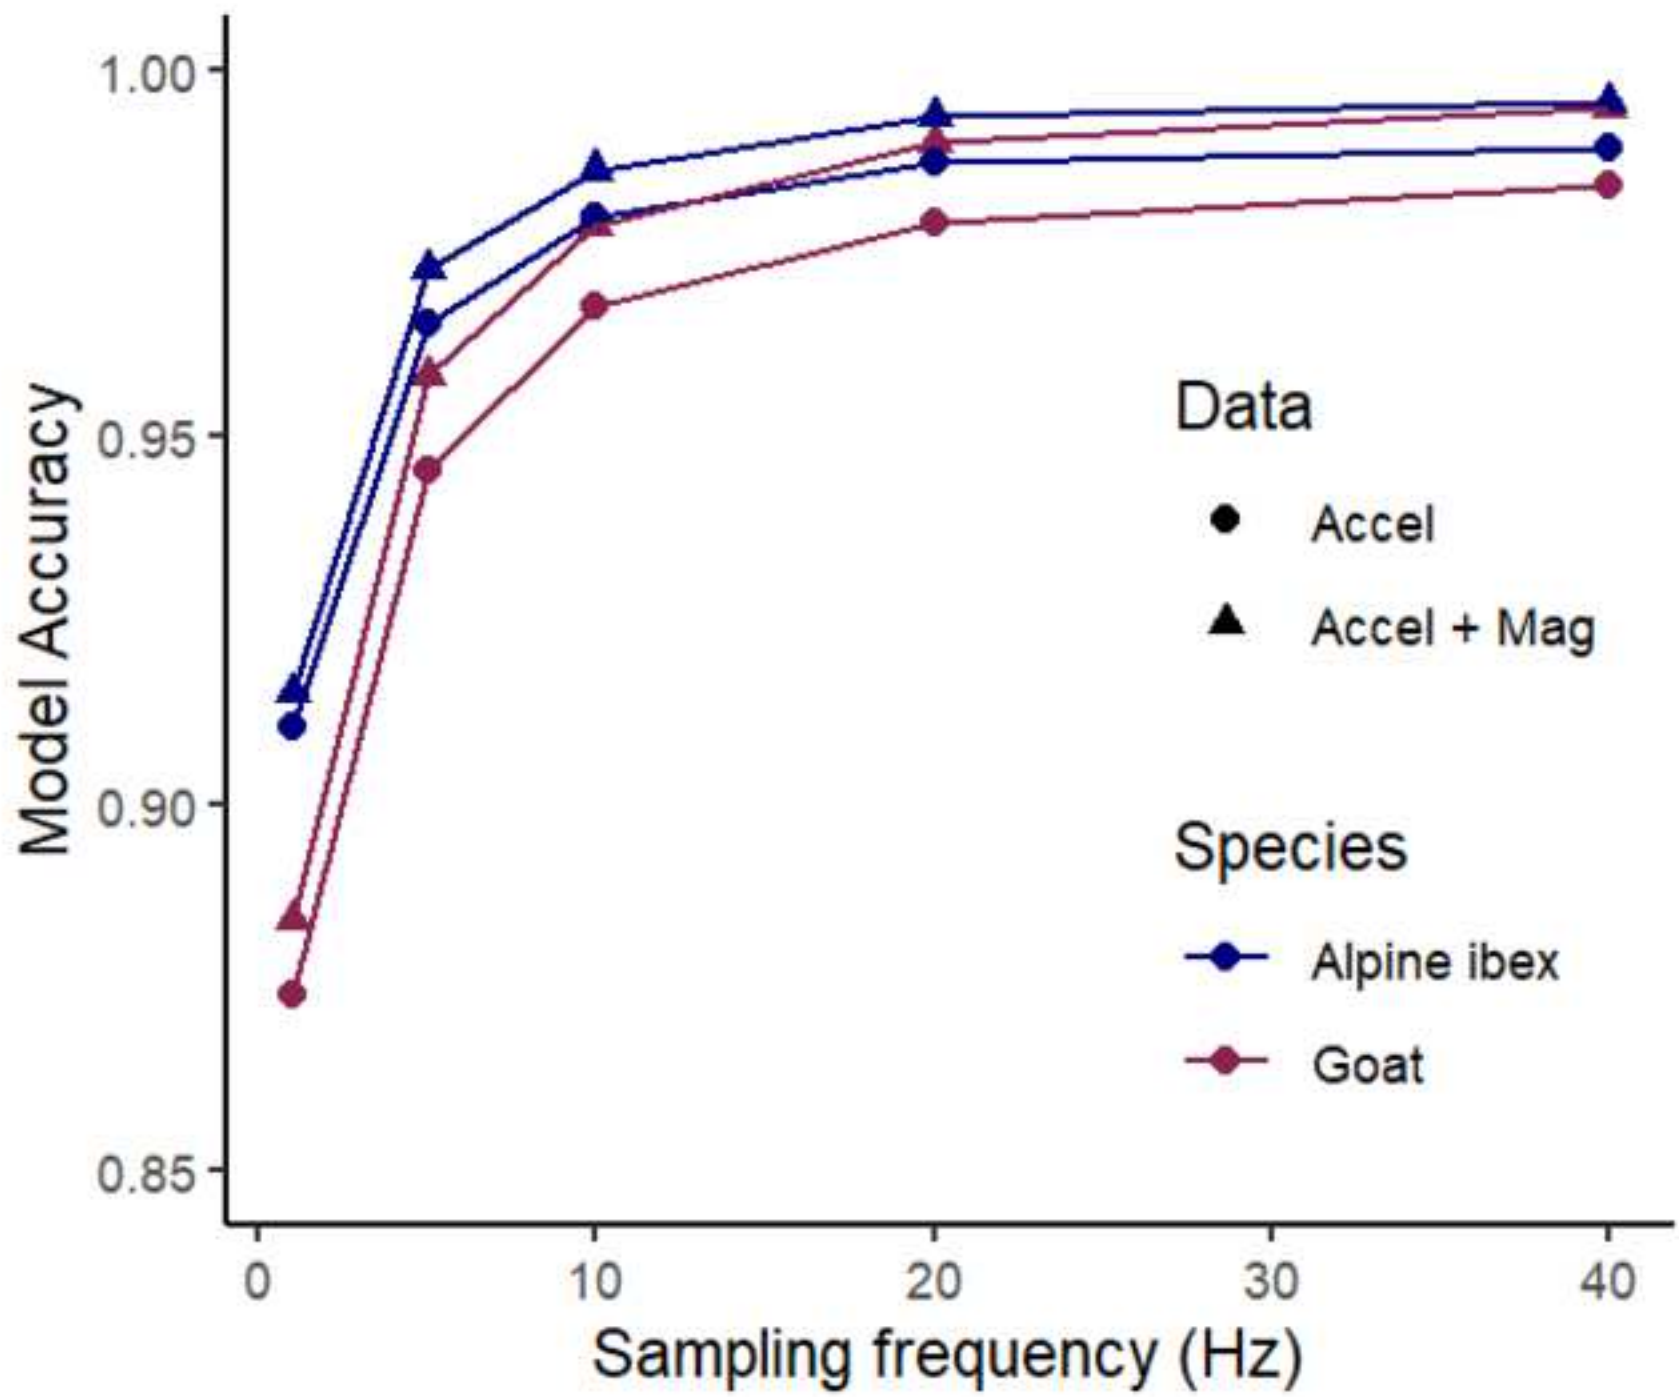 1.00
0.95
0.90
0.85
Model Accuracy
Data
Accel
Accel + Mag
Species
Alpine ibex
Goat
0 10 20 30 40
Sampling frequency (Hz)